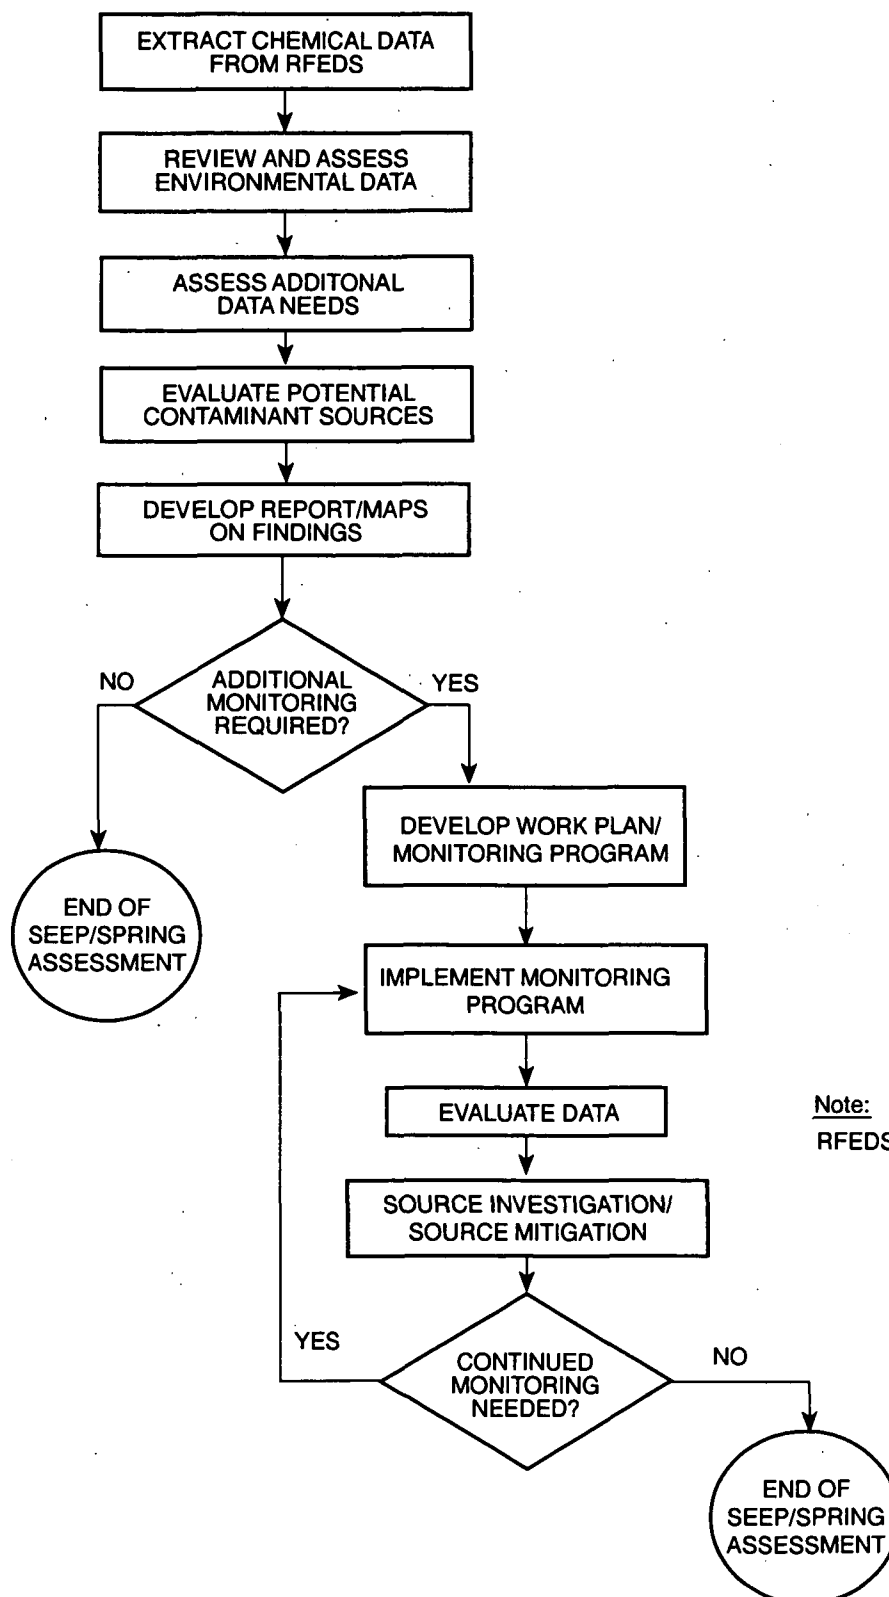 EXTRACT CHEMICAL DATA
FROM RFEDS
REVIEW AND ASSESS
ENVIRONMENTAL DATA
ASSESS ADDITONAL
DATA NEEDS
EVALUATE POTENTIAL
CONTAMINANT SOURCES
DEVELOP REPORT/MAPS
ON FINDINGS
ADDITIONAL
MONITORING
REQUIRED?
NO
YES
DEVELOP WORK PLAN/
MONITORING PROGRAM
END OF
SEEP/SPRING
ASSESSMENT
IMPLEMENT MONITORING
PROGRAM
EVALUATE DATA
Note:
RFEDS
SOURCE INVESTIGATION/
SOURCE MITIGATION
CONTINUED
MONITORING
NEEDED?
YES
NO
END OF
SEEP/SPRING
ASSESSMENT